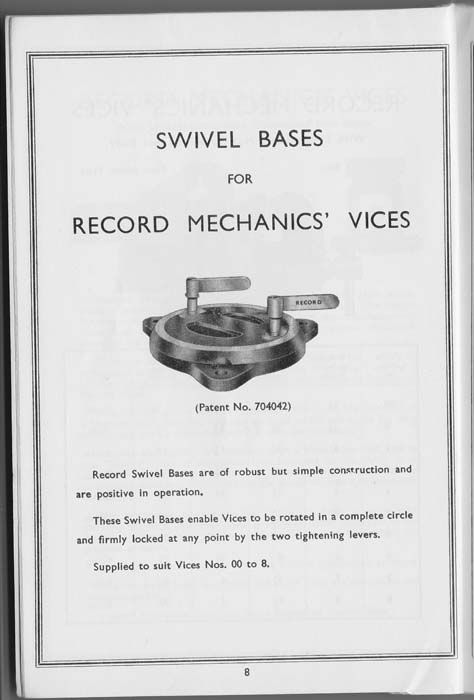 SWIVEL BASES
FOR
RECORD MECHANICS' VICES
RECORD
(Patent No. 704042)
Record Swivel Bases are of robust but simple construction and
are positive in operation.
These Swivel Bases enable Vices to be rotated in a complete circle
and firmly locked at any point by the two tightening levers.
Supplied to suit Vices Nos. 00 to 8.
8